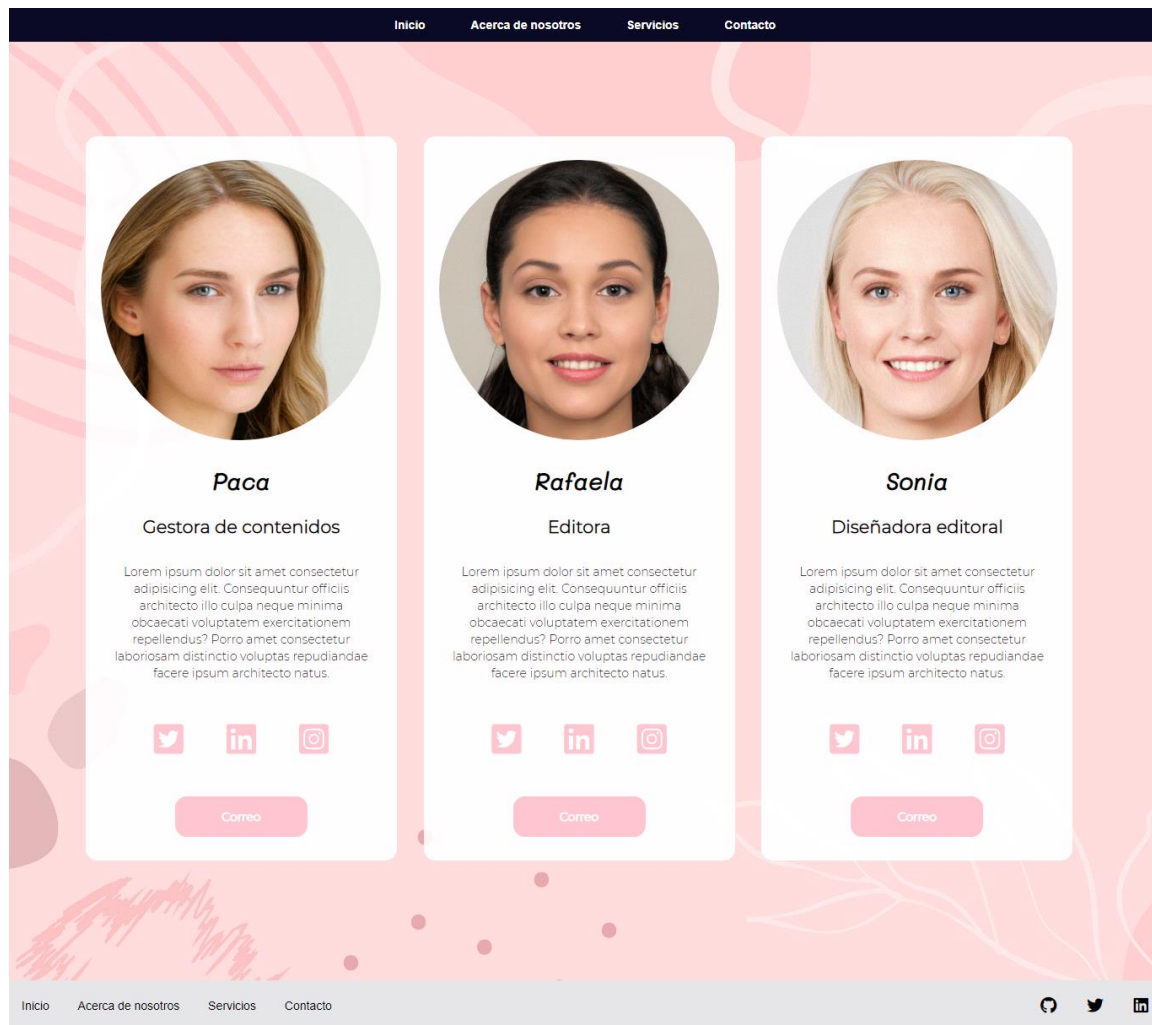 Inicio Acerca de nosotros Servicios Contacto
Paca
Gestora de contenidos
Lorem ipsum dolor sit amet consectetur
adipisicing elit. Consequuntur officiis
architecto illo culpa neque minima
obcaecati voluptatem exercitationem
repellendus? Porro amet consectetur
laboriosam distinctio voluptas repudiandae
facere ipsum architecto natus.
in
Correo
Rafaela
Editora
Lorem ipsum dolor sit amet consectetur
adipisicing elit. Consequuntur officiis
architecto illo culpa neque minima
obcaecati voluptatem exercitationem
repellendus? Porro amet consectetur
laboriosam distinctio voluptas repudiandae
facere ipsum architecto natus.
in
Correo
Sonia
Diseñadora editoral
Lorem ipsum dolor sit amet consectetur
adipisicing elit. Consequuntur officiis
architecto illo culpa neque minima
obcaecati voluptatem exercitationem
repellendus? Porro amet consectetur
laboriosam distinctio voluptas repudiandae
facere ipsum architecto natus.
in
Correo
Inicio Acerca de nosotros Servicios Contacto in